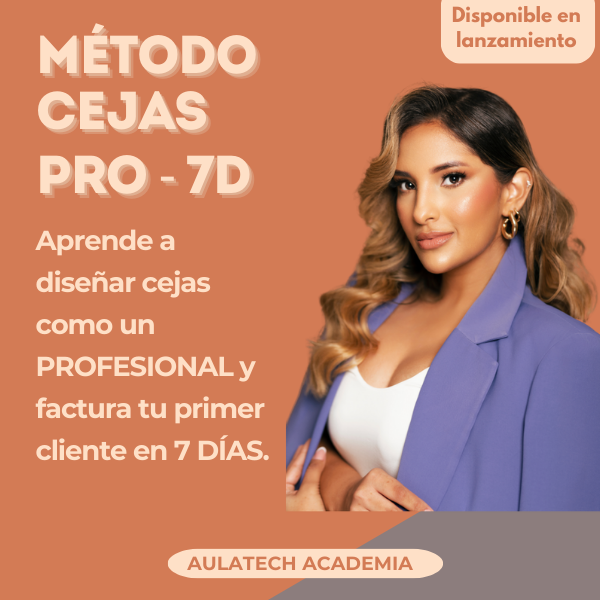 Disponible en
lanzamiento
MÉTODO
CEJAS
PRO - 7D
Aprende a
diseñar cejas
como un
PROFESIONAL y
factura tu primer
cliente en 7 DÍAS.
AULATECH ACADEMIA